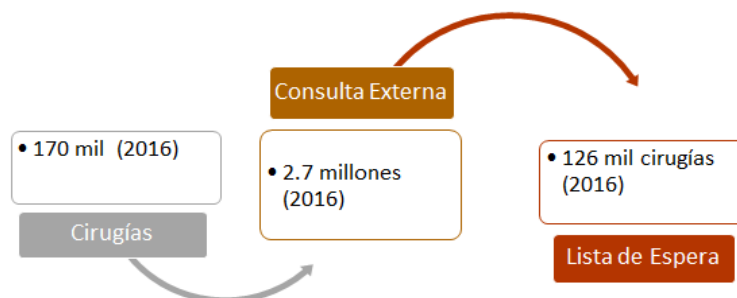 • 170 mil (2016)
Cirugías
Consulta Externa
• 2.7 millones
(2016)
• 126 mil cirugías
(2016)
Lista de Espera